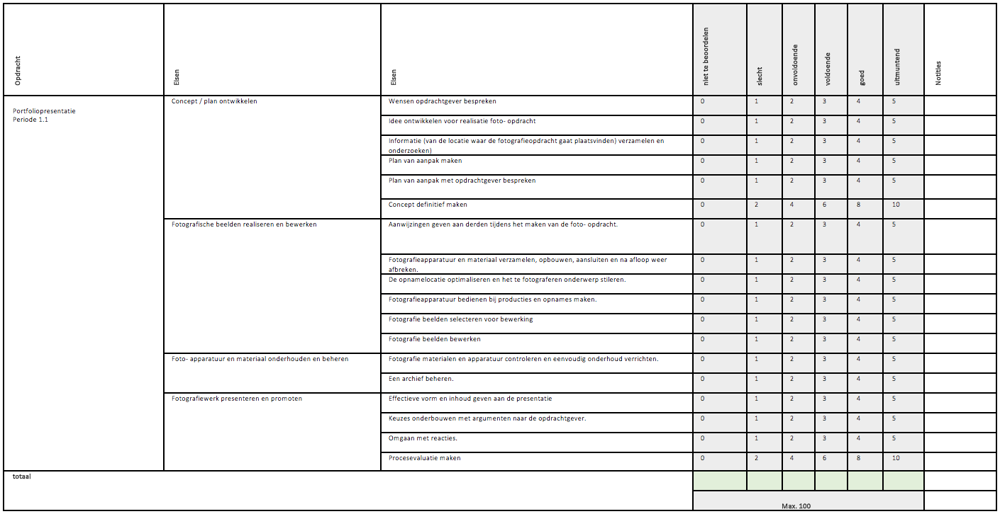 Opdracht Eisen Eisen niet te beoordelen slecht onvoldoende voldoende goed uitmuntend Notities
Portfoliopresentatie
Periode 1.1
Concept / plan ontwikkelen
Wensen opdrachtgever bespreken 0 1 2 3 4 5
Idee ontwikkelen voor realisatie foto- opdracht 0 1 2 3 4 5
Informatie (van de locatie waar de fotografieopdracht gaat plaatsvinden) verzamelen en
onderzoeken) 0 1 2 3 4 5
Plan van aanpak maken 0 1 2 3 4 5
Plan van aanpak met opdrachtgever bespreken 0 1 2 3 4 5
Concept definitief maken 0 2 4 6 8 10
Fotografische beelden realiseren en bewerken
Aanwijzingen geven aan derden tijdens het maken van de foto- opdracht. 0 1 2 3 4 5
Fotografieapparatuur en materiaal verzamelen, opbouwen, aansluiten en na afloop weer
afbreken. 0 1 2 3 4 5
De opnamelocatie optimaliseren en het te fotograferen onderwerp stileren. 0 1 2 3 4 5
Fotografieapparatuur bedienen bij producties en opnames maken. 0 1 2 3 4 5
Fotografie beelden selecteren voor bewerking 0 1 2 3 4 5
Fotografie beelden bewerken 0 1 2 3 4 5
Foto- apparatuur en materiaal onderhouden en beheren
Fotografie materialen en apparatuur controleren en eenvoudig onderhoud verrichten. 0 1 2 3 4 5
Een archief beheren. 0 1 2 3 4 5
Fotografiewerk presenteren en promoten
Effectieve vorm en inhoud geven aan de presentatie 0 1 2 3 4 5
Keuzes onderbouwen met argumenten naar de opdrachtgever. 0 1 2 3 4 5
Omgaan met reacties. 0 1 2 3 4 5
Procesevaluatie maken 0 2 4 6 8 10
totaal
Max. 100